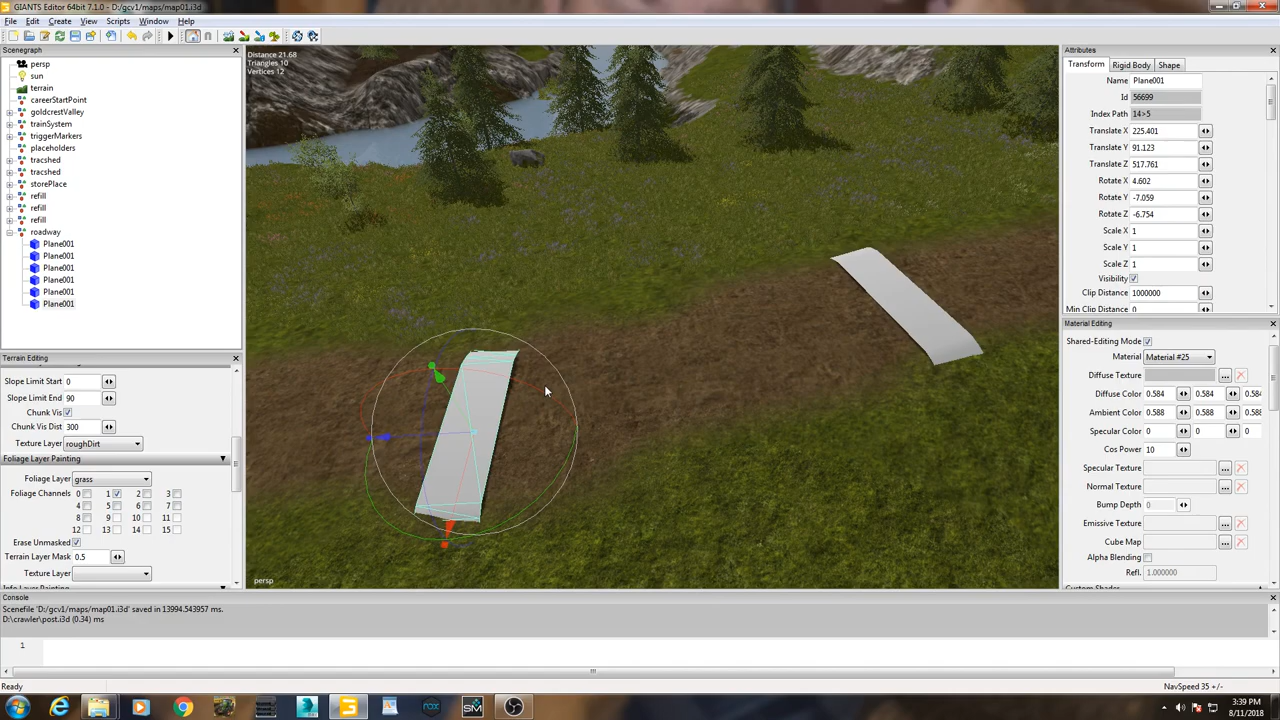 GIANTS Editor 64bit 7.1.0 - D:/gcv1/maps/map01.i3d
File Edit View Create Scripts Window Help
Scenegraph
persp
sun
terrain
careerStartPoint
goldcrestValley
trainSystem
triggerMarkers
placeholders
tracshed
tracshed
storePlace
refill
refill
refill
roadway
Plane001
Plane001
Plane001
Plane001
Plane001
Plane001
Terrain Editing
Slope Limit Start 0
Slope Limit End 90
Chunk Vis
Chunk Vis Dist 300
Texture Layer roughDirt
Foliage Layer Painting
Foliage Layer grass
Foliage Channels 0 1 2 3
4 5 6 7
8 9 10 11
12 13 14 15
Erase Unmasked
Terrain Layer Mask 0.5
Texture Layer
Distance 21.68
Triangles 10
Vertices 12
persp
Attributes
Transform Rigid Body Shape
Name Plane001
Id 56699
Index Path 14>5
Translate X 225.401
Translate Y 91.123
Translate Z 517.761
Rotate X 4.602
Rotate Y -7.059
Rotate Z -6.754
Scale X 1
Scale Y 1
Scale Z 1
Visibility
Clip Distance 1000000
Min Clip Distance 0
Material Editing
Shared-Editing Mode
Material Material #25
Diffuse Texture ...
Diffuse Color 0.584 0.584 0.584
Ambient Color 0.588 0.588 0.588
Specular Color 0 0 0
Cos Power 10
Specular Texture ...
Normal Texture ...
Bump Depth 0
Emissive Texture ...
Cube Map ...
Alpha Blending
Refl. 1.000000
Console
Scenefile 'D:/gcv1/maps/map01.i3d' saved in 13994.543957 ms.
D:\crawler\post.i3d (0.34) ms
1
Ready
NavSpeed 35 +/-
3:39 PM
8/11/2018